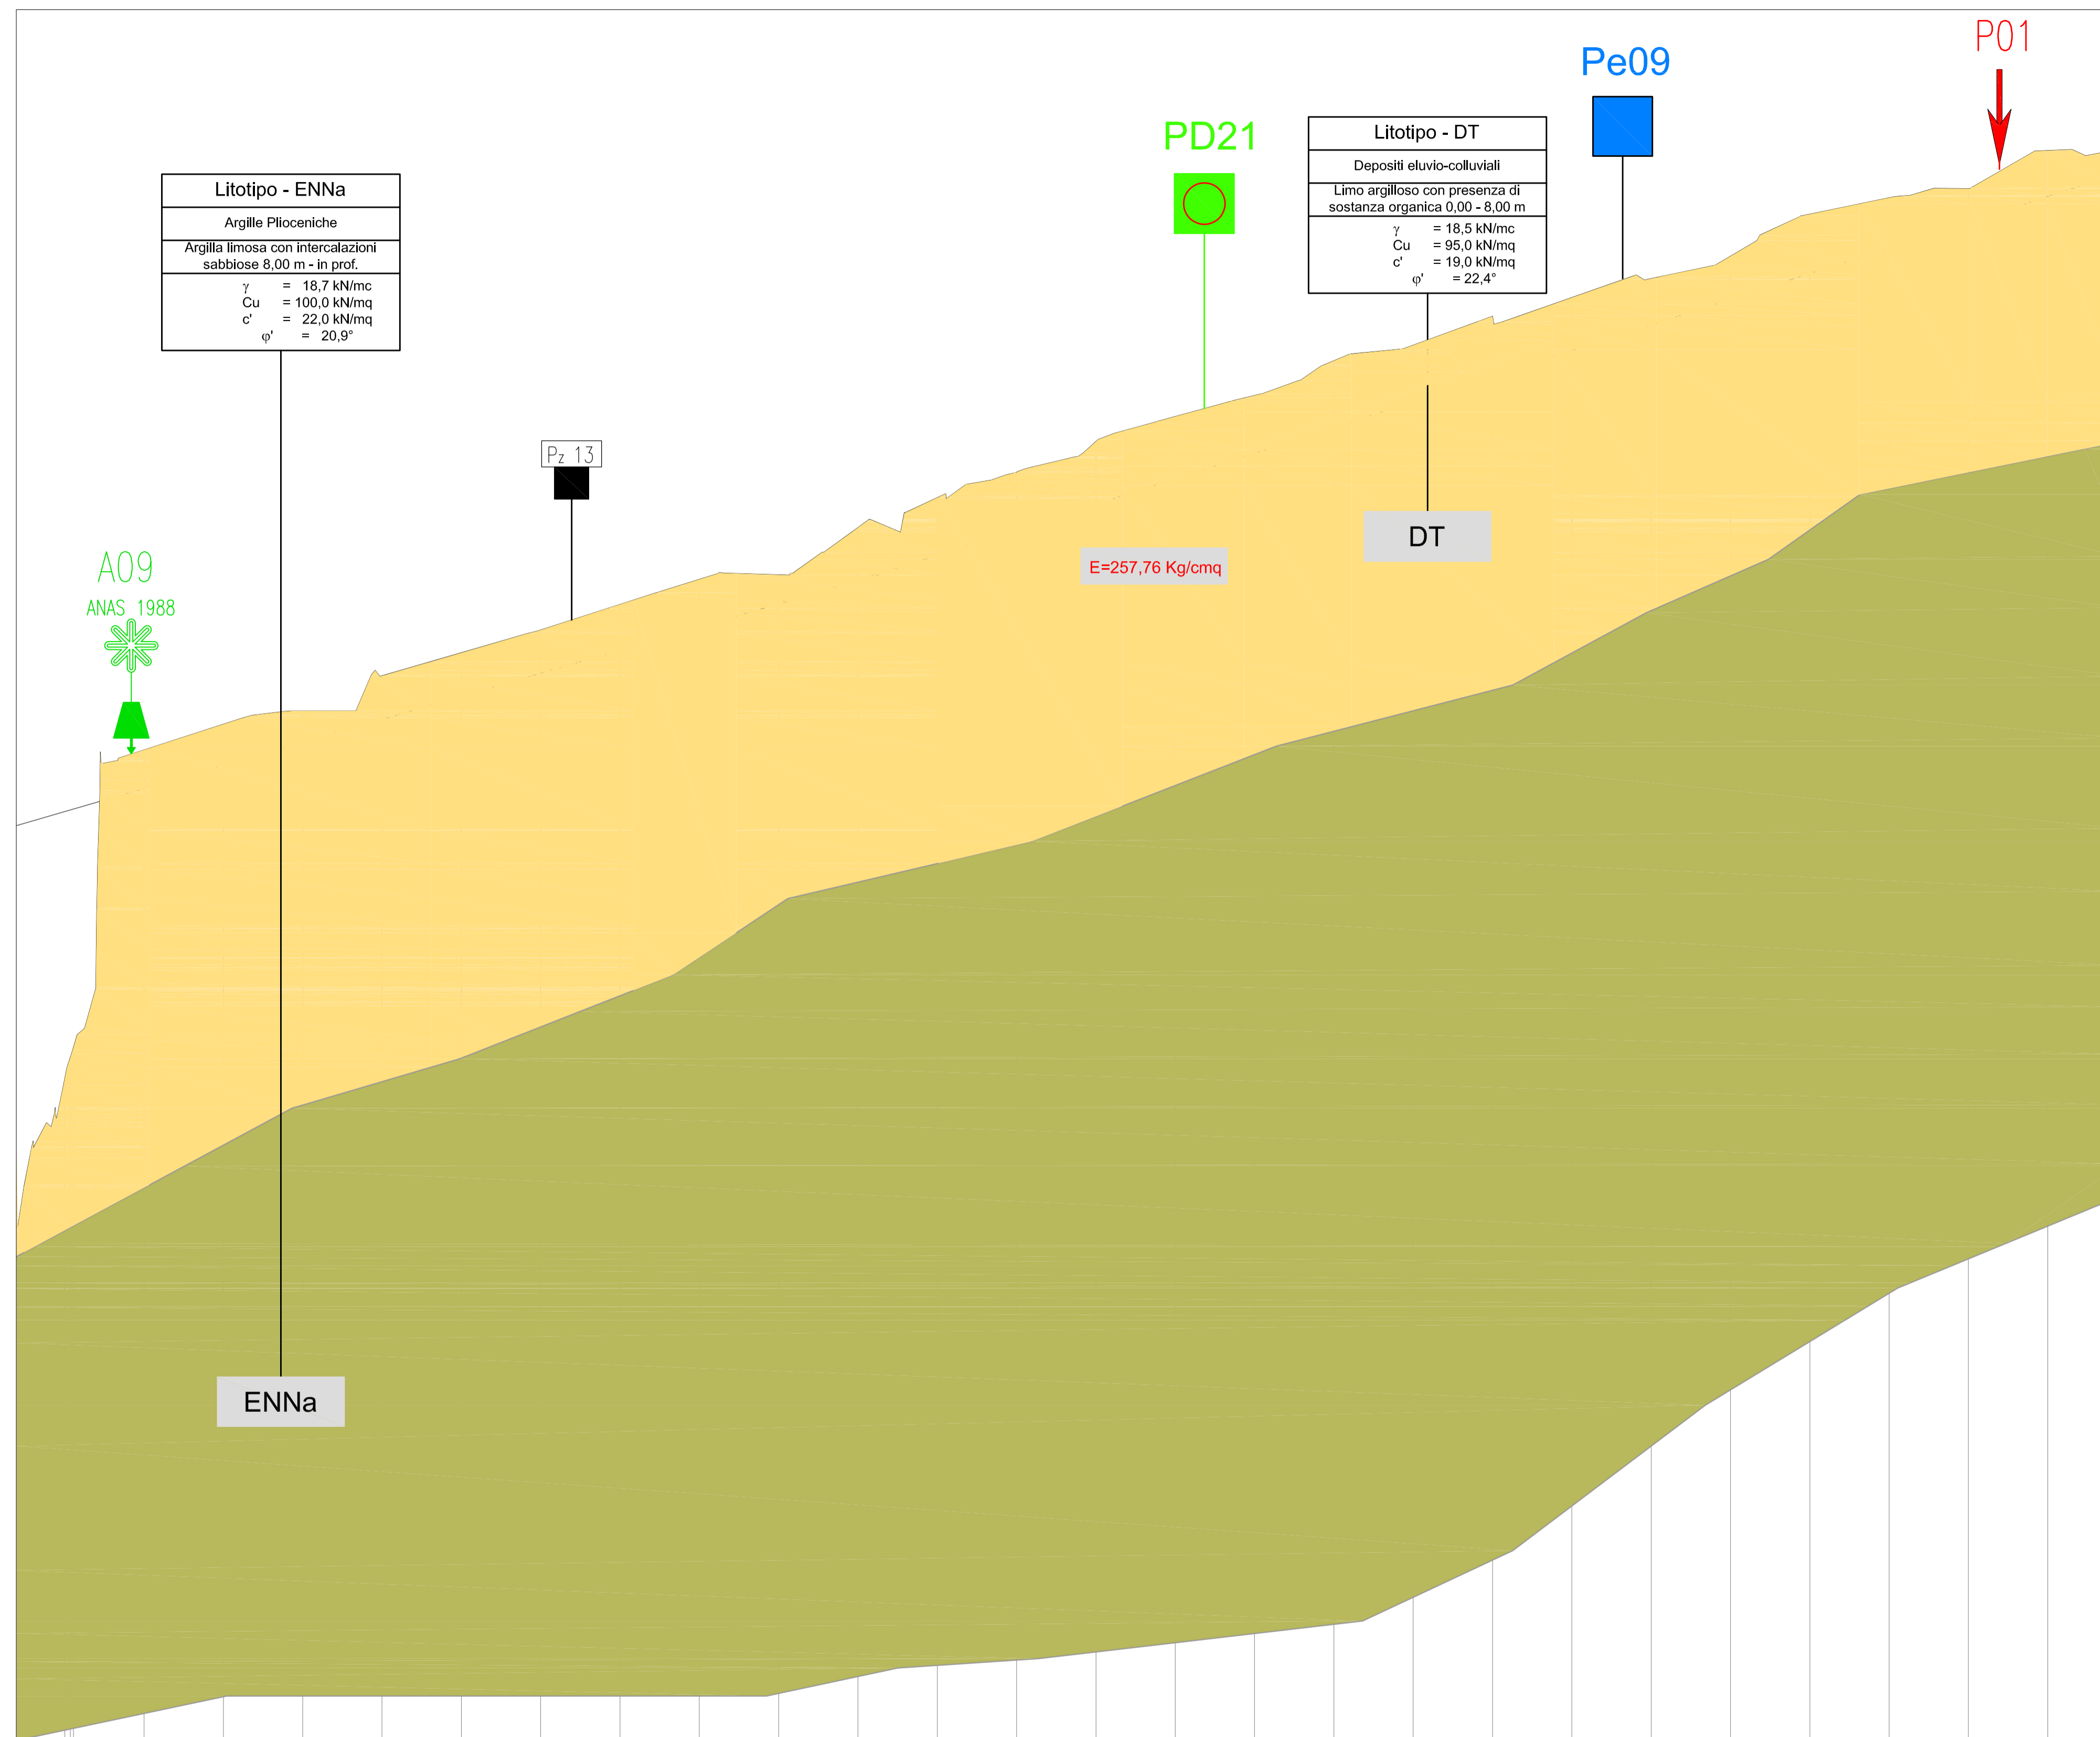 P01
Pe09
PD21
Litotipo - DT
Depositi eluvio-colluviali
Limo argilloso con presenza di
sostanza organica 0,00 - 8,00 m
γ = 18,5 kN/mc
Cu = 95,0 kN/mq
c' = 19,0 kN/mq
φ' = 22,4°
Litotipo - ENNa
Argille Plioceniche
Argilla limosa con intercalazioni
sabbiose 8,00 m - in prof.
γ = 18,7 kN/mc
Cu = 100,0 kN/mq
c' = 22,0 kN/mq
φ' = 20,9°
Pz 13
A09
ANAS 1988
DT
E=257,76 Kg/cmq
ENNa